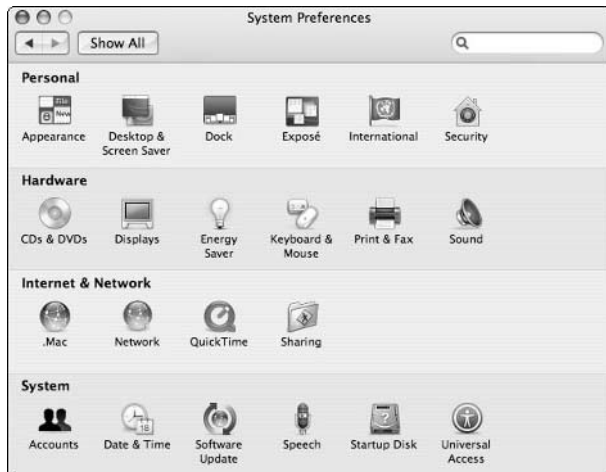 System Preferences
Show All
Personal
Appearance
Desktop &
Screen Saver
Dock
Exposé
International
Security
Hardware
CDs & DVDs
Displays
Energy
Saver
Keyboard &
Mouse
Print & Fax
Sound
Internet & Network
.Mac
Network
QuickTime
Sharing
System
Accounts
Date & Time
Software
Update
Speech
Startup Disk
Universal
Access